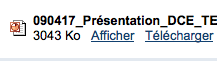 090417_Présentation_DCE_TE
3043 Ko Afficher Télécharger